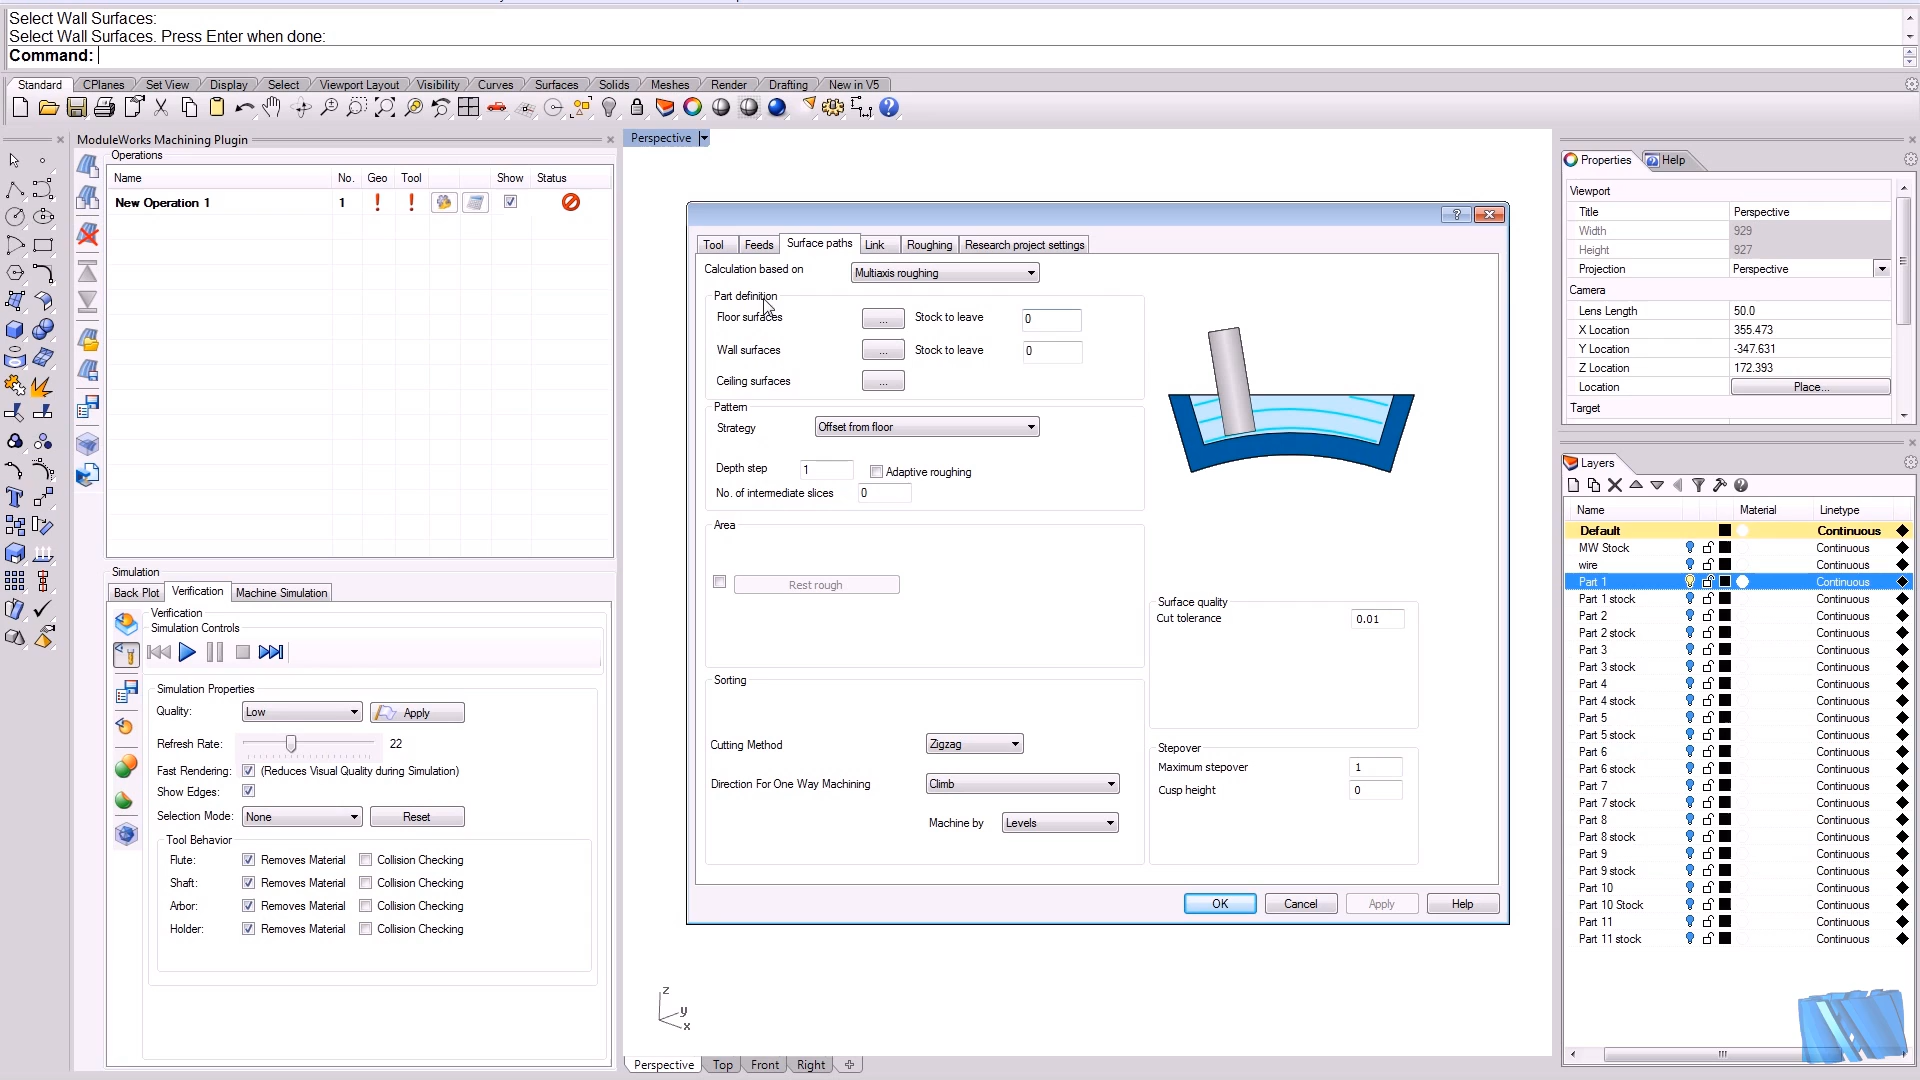 Select Wall Surfaces:
Select Wall Surfaces. Press Enter when done:
Command:
Standard CPlanes Set View Display Select Viewport Layout Visibility Curves Surfaces Solids Meshes Render Drafting New in V5
ModuleWorks Machining Plugin
Operations
Name No. Geo Tool Show Status
New Operation 1 1
Simulation
Back Plot Verification Machine Simulation
Verification
Simulation Controls
Simulation Properties
Quality: Low Apply
Refresh Rate: 22
Fast Rendering: (Reduces Visual Quality during Simulation)
Show Edges:
Selection Mode: None Reset
Tool Behavior
Flute: Removes Material Collision Checking
Shaft: Removes Material Collision Checking
Arbor: Removes Material Collision Checking
Holder: Removes Material Collision Checking
Perspective
Tool Feeds Surface paths Link Roughing Research project settings
Calculation based on Multiaxis roughing
Part definition
Floor surfaces ... Stock to leave 0
Wall surfaces ... Stock to leave 0
Ceiling surfaces ...
Pattern
Strategy Offset from floor
Depth step 1 Adaptive roughing
No. of intermediate slices 0
Area
Rest rough
Sorting
Cutting Method Zigzag
Direction For One Way Machining Climb
Machine by Levels
Surface quality
Cut tolerance 0.01
Stepover
Maximum stepover 1
Cusp height 0
OK Cancel Apply Help
z
y
x
Perspective Top Front Right
Properties Help
Viewport
Title Perspective
Width 929
Height 927
Projection Perspective
Camera
Lens Length 50.0
X Location 355.473
Y Location -347.631
Z Location 172.393
Location Place...
Target
Layers
Name Material Linetype
Default Continuous
MW Stock Continuous
wire Continuous
Part 1 Continuous
Part 1 stock Continuous
Part 2 Continuous
Part 2 stock Continuous
Part 3 Continuous
Part 3 stock Continuous
Part 4 Continuous
Part 4 stock Continuous
Part 5 Continuous
Part 5 stock Continuous
Part 6 Continuous
Part 6 stock Continuous
Part 7 Continuous
Part 7 stock Continuous
Part 8 Continuous
Part 8 stock Continuous
Part 9 Continuous
Part 9 stock Continuous
Part 10 Continuous
Part 10 Stock Continuous
Part 11 Continuous
Part 11 stock Continuous